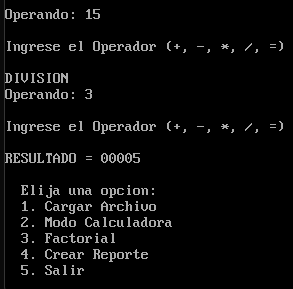 Operando: 15
Ingrese el Operador (+, -, *, /, =)
DIVISION
Operando: 3
Ingrese el Operador (+, -, *, /, =)
RESULTADO = 00005
Elija una opcion:
1. Cargar Archivo
2. Modo Calculadora
3. Factorial
4. Crear Reporte
5. Salir